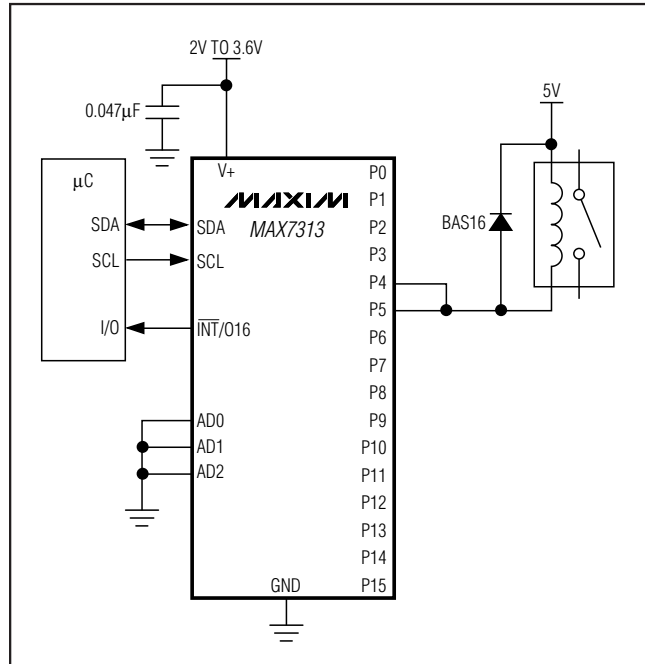 2V TO 3.6V
0.047μF
5V
μC
SDA
SCL
I/O
V+
MAXIM
MAX7313
SDA
SCL
INT/O16
AD0
AD1
AD2
GND
P0
P1
P2
P3
P4
P5
P6
P7
P8
P9
P10
P11
P12
P13
P14
P15
BAS16